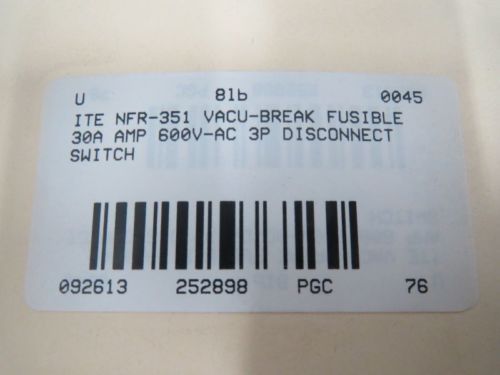 U 81b 0045
ITE NFR-351 VACU-BREAK FUSIBLE
30A AMP 600V-AC 3P DISCONNECT
SWITCH
092613 252898 PGC 76